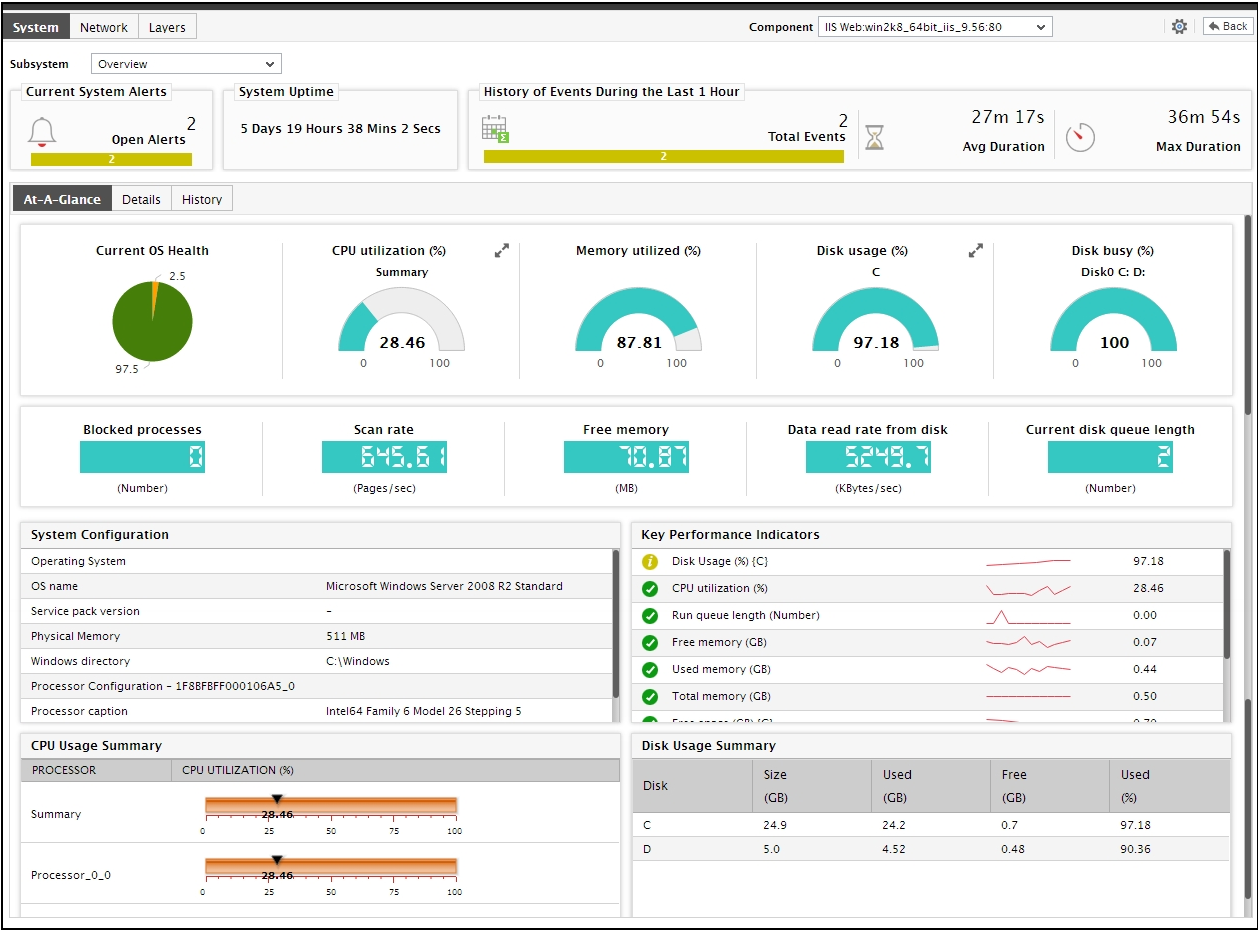 System Network Layers Component IIS Web:win2k8_64bit_iis_9.56:80 Back
Subsystem Overview
Current System Alerts
2
Open Alerts
2
System Uptime
5 Days 19 Hours 38 Mins 2 Secs
History of Events During the Last 1 Hour
2
Total Events
2
27m 17s
Avg Duration
36m 54s
Max Duration
At-A-Glance Details History
Current OS Health
2.5
97.5
CPU utilization (%)
Summary
28.46
0 100
Memory utilized (%)
87.81
0 100
Disk usage (%)
C
97.18
0 100
Disk busy (%)
Disk0 C: D:
100
0 100
Blocked processes
0
(Number)
Scan rate
645.61
(Pages/sec)
Free memory
70.87
(MB)
Data read rate from disk
5249.7
(KBytes/sec)
Current disk queue length
2
(Number)
System Configuration
Operating System
OS name Microsoft Windows Server 2008 R2 Standard
Service pack version -
Physical Memory 511 MB
Windows directory C:\Windows
Processor Configuration - 1F8BFBFF000106A5_0
Processor caption Intel64 Family 6 Model 26 Stepping 5
Key Performance Indicators
Disk Usage (%) {C} 97.18
CPU utilization (%) 28.46
Run queue length (Number) 0.00
Free memory (GB) 0.07
Used memory (GB) 0.44
Total memory (GB) 0.50
Free space (GB) {C} 0.70
CPU Usage Summary
PROCESSOR CPU UTILIZATION (%)
Summary
28.46
0 25 50 75 100
Processor_0_0
28.46
0 25 50 75 100
Disk Usage Summary
Disk Size (GB) Used (GB) Free (GB) Used (%)
C 24.9 24.2 0.7 97.18
D 5.0 4.52 0.48 90.36